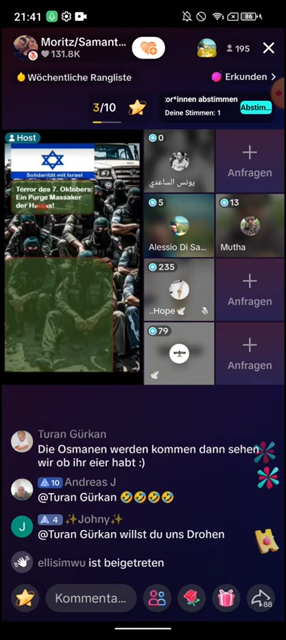 21:41
86
Moritz/Samant...
131.8K
195
Wöchentliche Rangliste
Erkunden >
3/10
:or*innen abstimmen
Deine Stimmen: 1
Abstim...
Host
Solidarität mit Israel
Terror des 7. Oktobers:
Ein Purge Massaker
der Hamas!
0
يونس الساعدي
+
Anfragen
5
Alessio Di Sa...
13
Mutha
235
..Hope🕊
+
Anfragen
79
🕊
+
Anfragen
Turan Gürkan
Die Osmanen werden kommen dann sehen
wir ob ihr eier habt :)
10 Andreas J
@Turan Gürkan 🤣🤣🤣🤣
J
4 ✨Johny✨
@Turan Gürkan willst du uns Drohen
ellisimwu ist beigetreten
Kommenta...
88